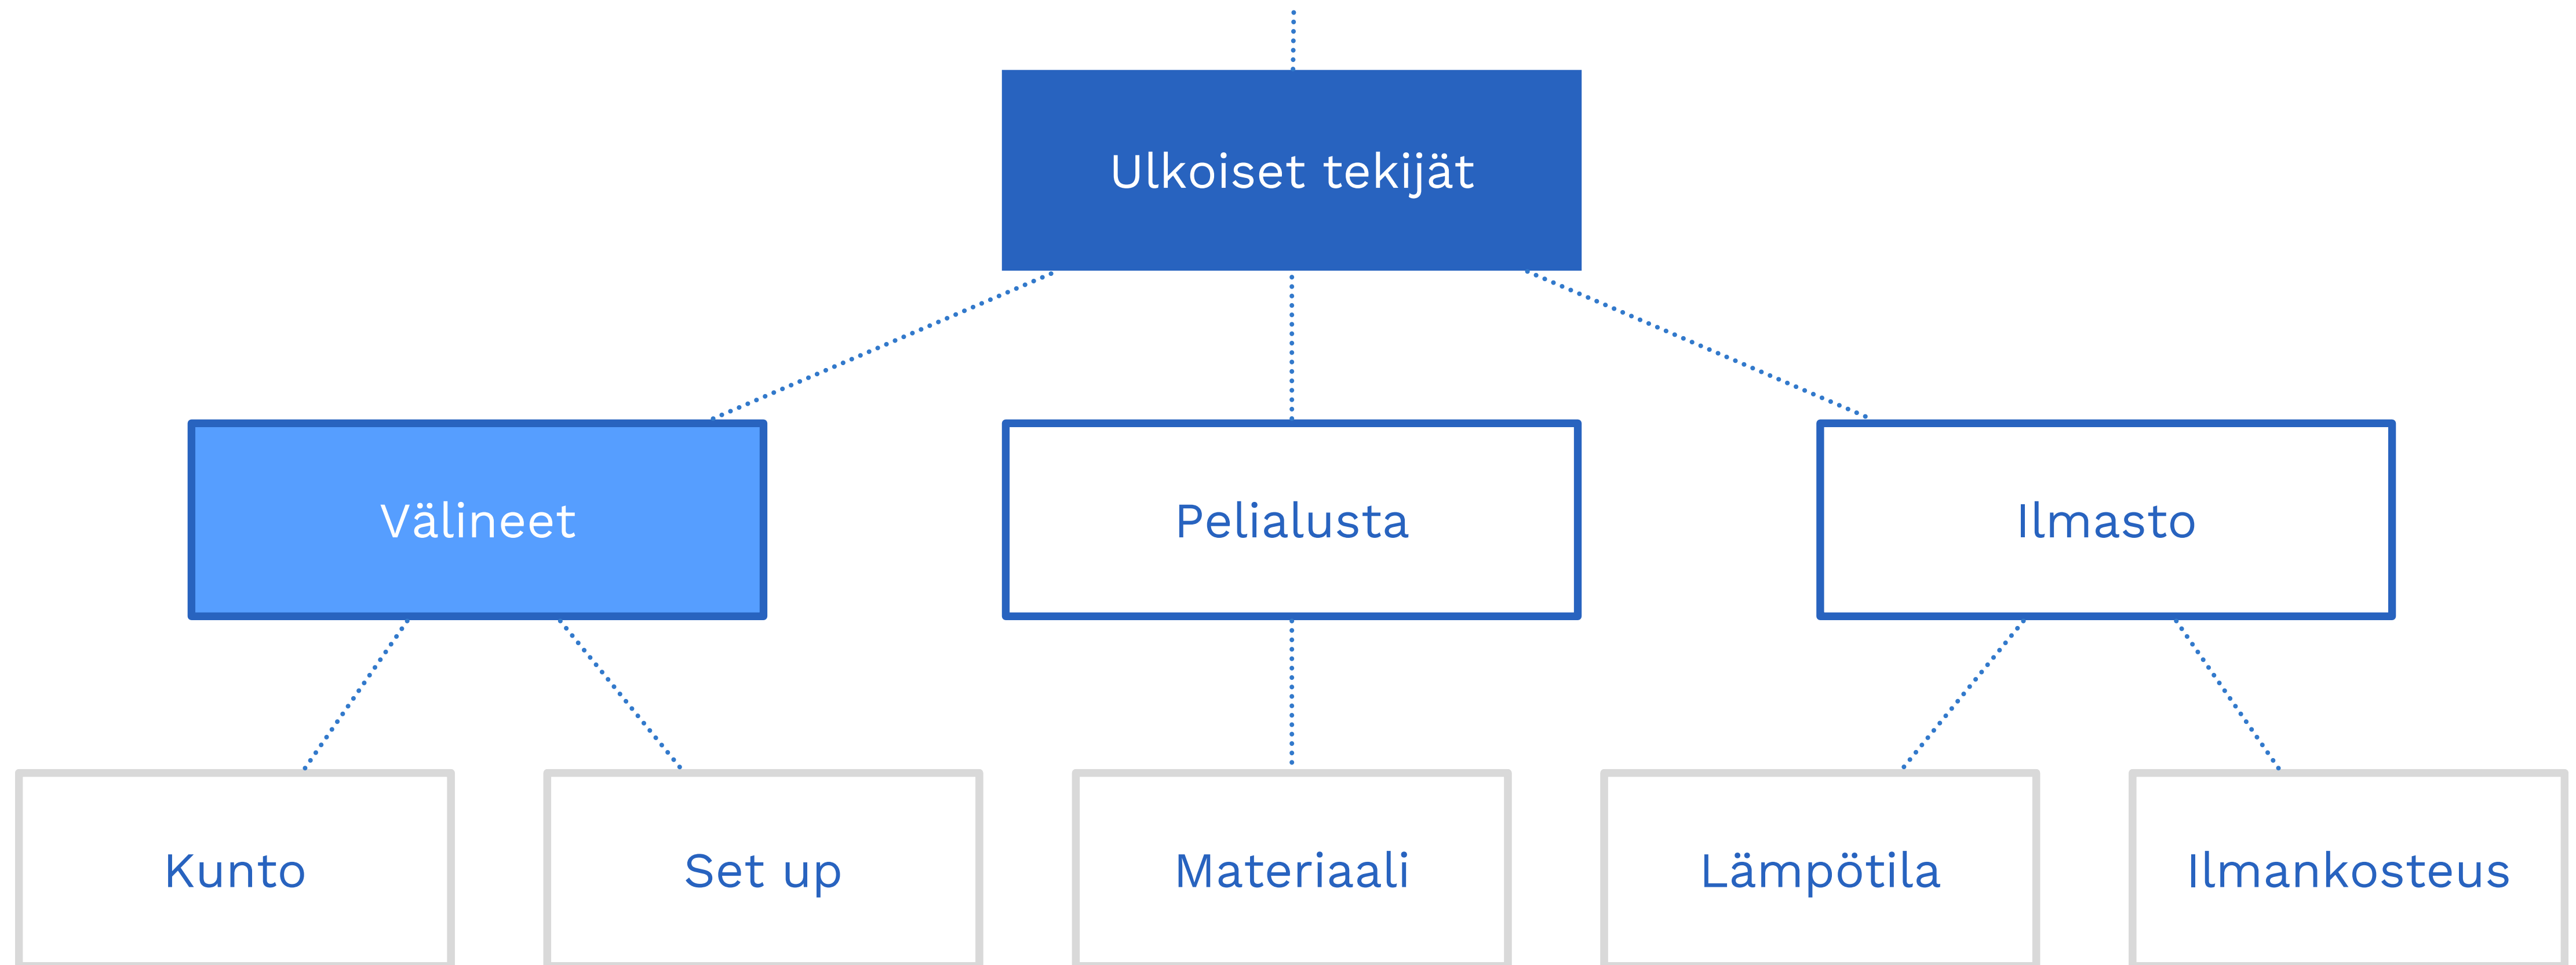 Ulkoiset tekijät
Välineet
Pelialusta
Ilmasto
Kunto
Set up
Materiaali
Lämpötila
Ilmankosteus